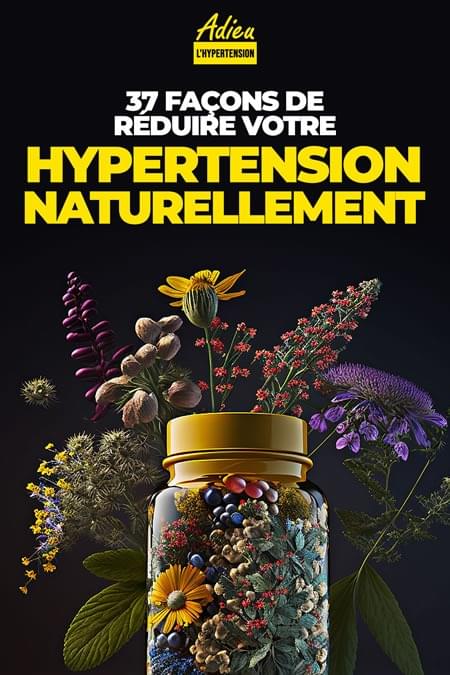 Adieu
L'HYPERTENSION
37 FAÇONS DE
RÉDUIRE VOTRE
HYPERTENSION
NATURELLEMENT